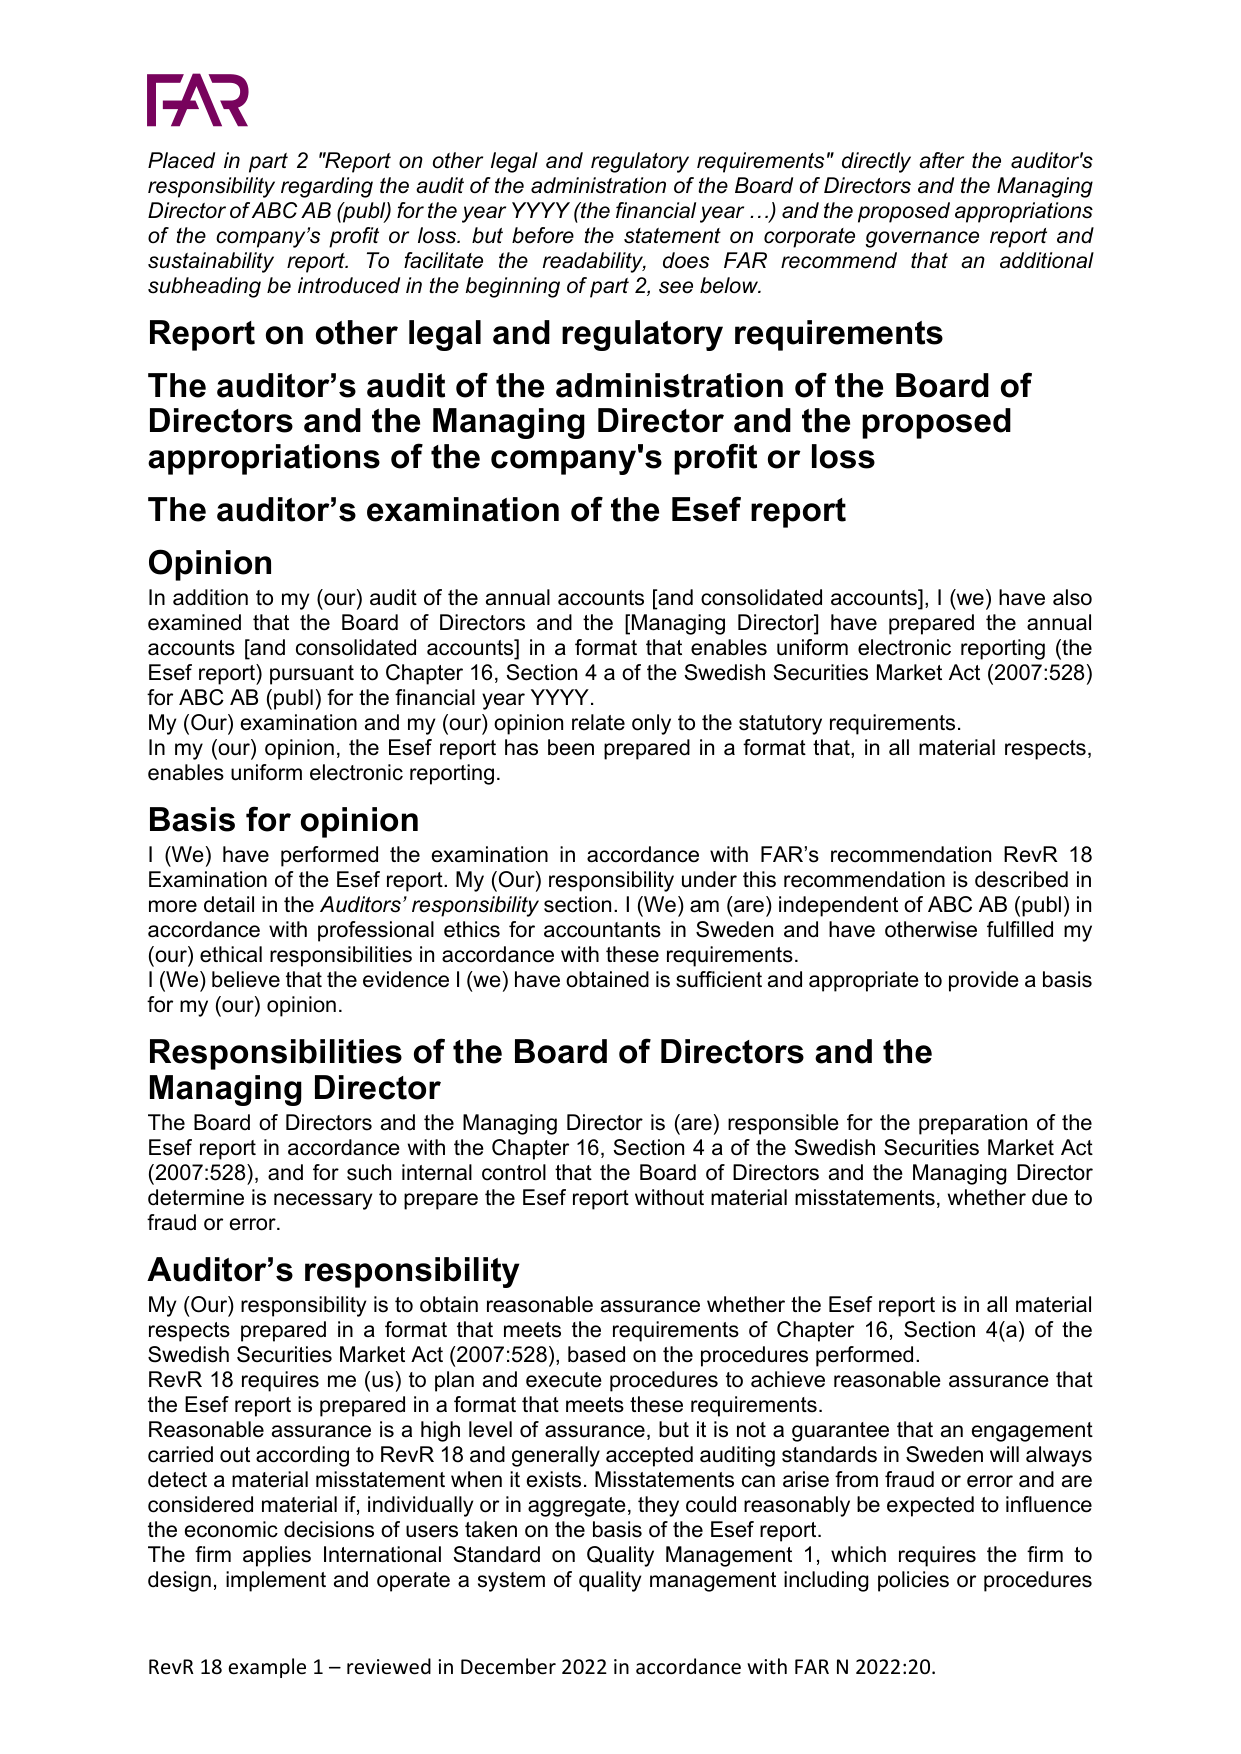 FAR
Placed in part 2 "Report on other legal and regulatory requirements" directly after the auditor's
responsibility regarding the audit of the administration of the Board of Directors and the Managing
Director of ABC AB (publ) for the year YYYY (the financial year …) and the proposed appropriations
of the company’s profit or loss. but before the statement on corporate governance report and
sustainability report. To facilitate the readability, does FAR recommend that an additional
subheading be introduced in the beginning of part 2, see below.
Report on other legal and regulatory requirements
The auditor’s audit of the administration of the Board of
Directors and the Managing Director and the proposed
appropriations of the company's profit or loss
The auditor’s examination of the Esef report
Opinion
In addition to my (our) audit of the annual accounts [and consolidated accounts], I (we) have also
examined that the Board of Directors and the [Managing Director] have prepared the annual
accounts [and consolidated accounts] in a format that enables uniform electronic reporting (the
Esef report) pursuant to Chapter 16, Section 4 a of the Swedish Securities Market Act (2007:528)
for ABC AB (publ) for the financial year YYYY.
My (Our) examination and my (our) opinion relate only to the statutory requirements.
In my (our) opinion, the Esef report has been prepared in a format that, in all material respects,
enables uniform electronic reporting.
Basis for opinion
I (We) have performed the examination in accordance with FAR’s recommendation RevR 18
Examination of the Esef report. My (Our) responsibility under this recommendation is described in
more detail in the Auditors’ responsibility section. I (We) am (are) independent of ABC AB (publ) in
accordance with professional ethics for accountants in Sweden and have otherwise fulfilled my
(our) ethical responsibilities in accordance with these requirements.
I (We) believe that the evidence I (we) have obtained is sufficient and appropriate to provide a basis
for my (our) opinion.
Responsibilities of the Board of Directors and the
Managing Director
The Board of Directors and the Managing Director is (are) responsible for the preparation of the
Esef report in accordance with the Chapter 16, Section 4 a of the Swedish Securities Market Act
(2007:528), and for such internal control that the Board of Directors and the Managing Director
determine is necessary to prepare the Esef report without material misstatements, whether due to
fraud or error.
Auditor’s responsibility
My (Our) responsibility is to obtain reasonable assurance whether the Esef report is in all material
respects prepared in a format that meets the requirements of Chapter 16, Section 4(a) of the
Swedish Securities Market Act (2007:528), based on the procedures performed.
RevR 18 requires me (us) to plan and execute procedures to achieve reasonable assurance that
the Esef report is prepared in a format that meets these requirements.
Reasonable assurance is a high level of assurance, but it is not a guarantee that an engagement
carried out according to RevR 18 and generally accepted auditing standards in Sweden will always
detect a material misstatement when it exists. Misstatements can arise from fraud or error and are
considered material if, individually or in aggregate, they could reasonably be expected to influence
the economic decisions of users taken on the basis of the Esef report.
The firm applies International Standard on Quality Management 1, which requires the firm to
design, implement and operate a system of quality management including policies or procedures
RevR 18 example 1 – reviewed in December 2022 in accordance with FAR N 2022:20.